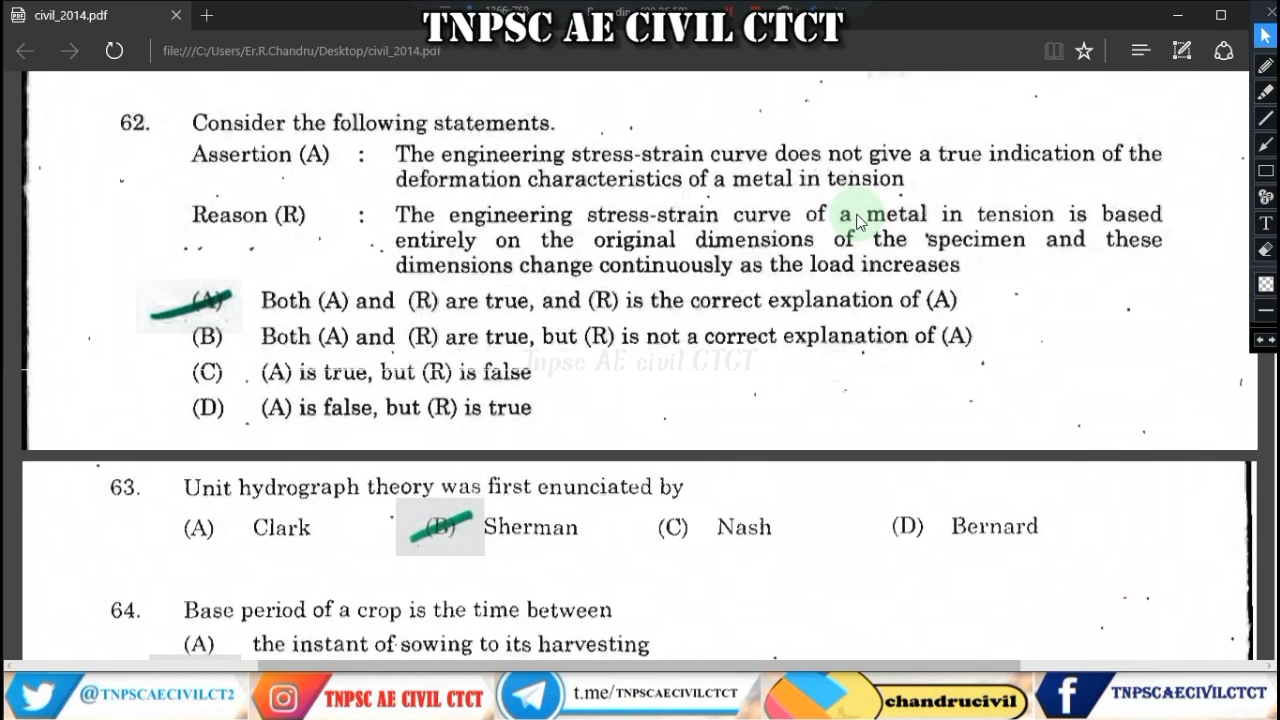 civil_2014.pdf
TNPSC AE CIVIL CTCT
file:///C:/Users/Er.R.Chandru/Desktop/civil_2014.pdf
62. Consider the following statements.
Assertion (A) : The engineering stress-strain curve does not give a true indication of the
deformation characteristics of a metal in tension
Reason (R) : The engineering stress-strain curve of a metal in tension is based
entirely on the original dimensions of the specimen and these
dimensions change continuously as the load increases
(A) Both (A) and (R) are true, and (R) is the correct explanation of (A)
(B) Both (A) and (R) are true, but (R) is not a correct explanation of (A)
Tnpsc AE civil CTCT
(C) (A) is true, but (R) is false
(D) (A) is false, but (R) is true
63. Unit hydrograph theory was first enunciated by
(A) Clark (B) Sherman (C) Nash (D) Bernard
64. Base period of a crop is the time between
(A) the instant of sowing to its harvesting
@TNPSCAECIVILCT2 TNPSC AE CIVIL CTCT t.me/TNPSCAECIVILCTCT chandrucivil TNPSCAECIVILCTCT